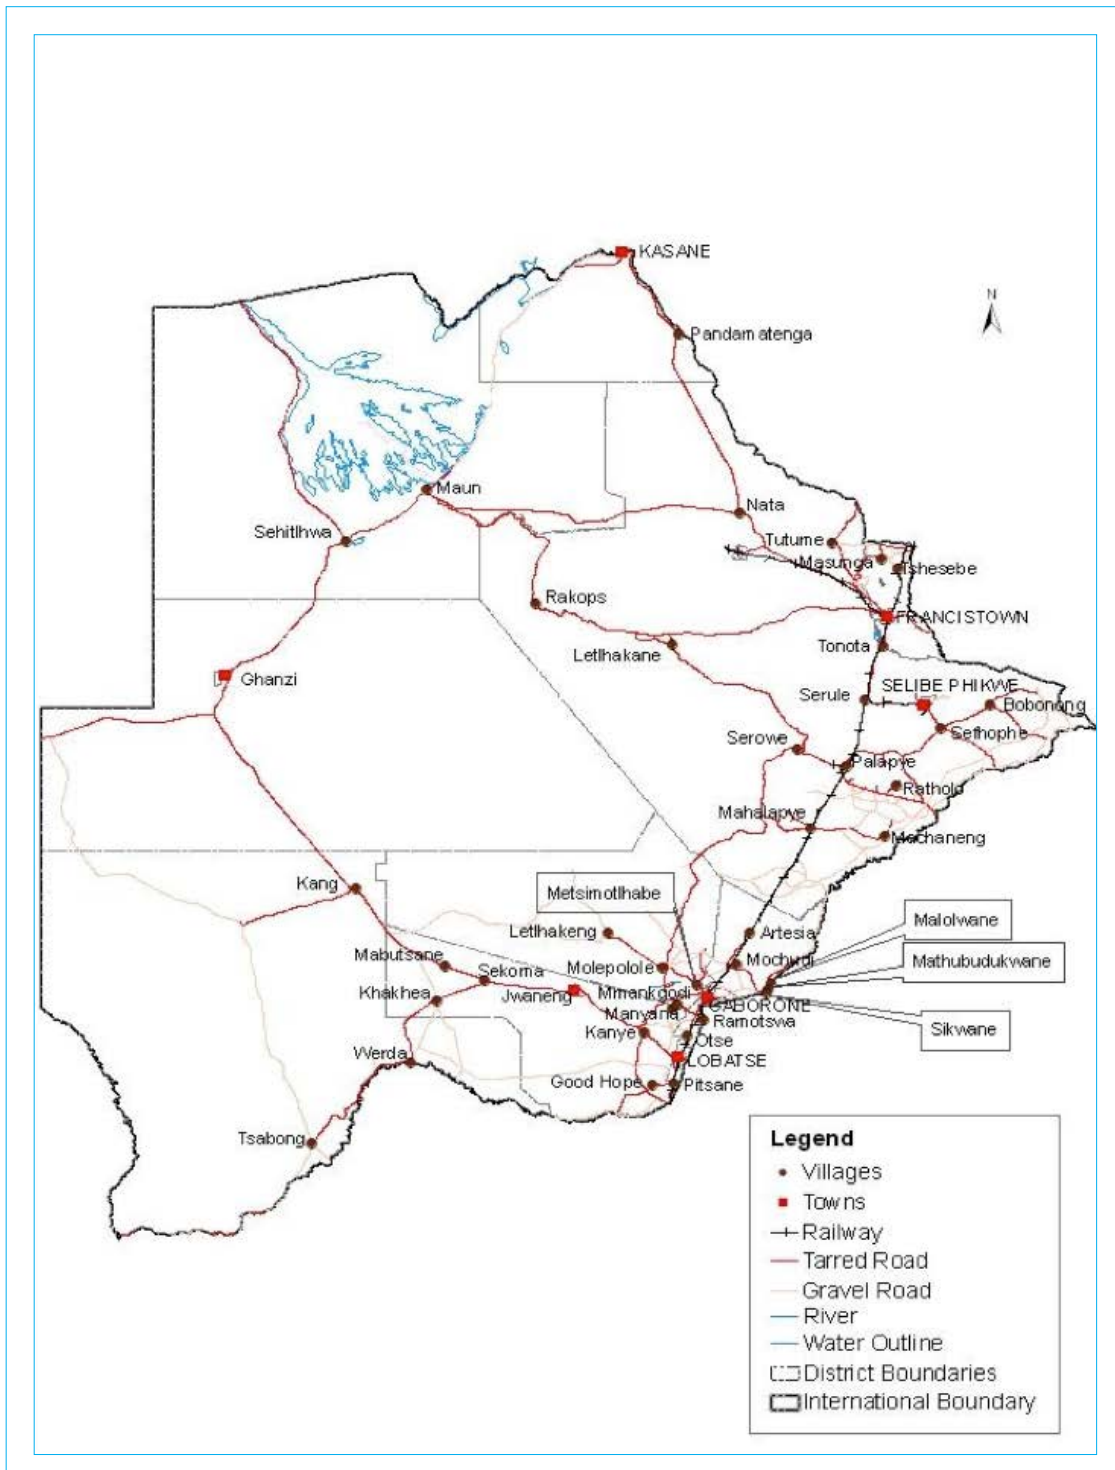 KASANE
N
Pandamatenga
Maun
Nata
Sehitlhwa
Tutume
Masunga
Tshesebe
Rakops
FRANCISTOWN
Letlhakane
Tonota
Ghanzi
SELIBE PHIKWE
Serule
Bobonong
Sefhophe
Serowe
Palapye
Ratholo
Mahalapye
Machaneng
Kang
Metsimotlhabe
Malolwane
Letlhakeng
Artesia
Mabutsane
Molepolole
Mochudi
Mathubudukwane
Sekoma
Khakhea
Jwaneng
Mmankgodi
GABORONE
Manyana
Ramotswa
Sikwane
Kanye
Otse
Werda
LOBATSE
Good Hope
Pitsane
Tsabong
Legend
Villages
Towns
Railway
Tarred Road
Gravel Road
River
Water Outline
District Boundaries
International Boundary